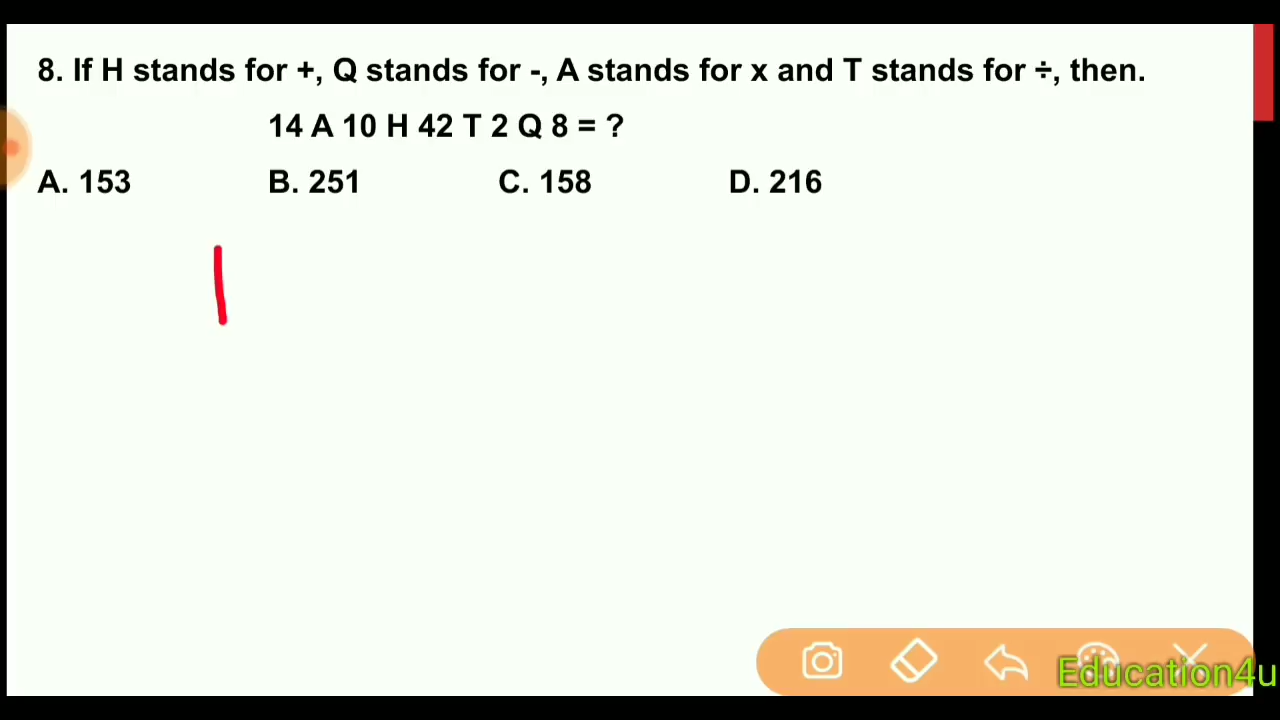 8. If H stands for +, Q stands for -, A stands for x and T stands for ÷, then.
14 A 10 H 42 T 2 Q 8 = ?
A. 153 B. 251 C. 158 D. 216
Education4u